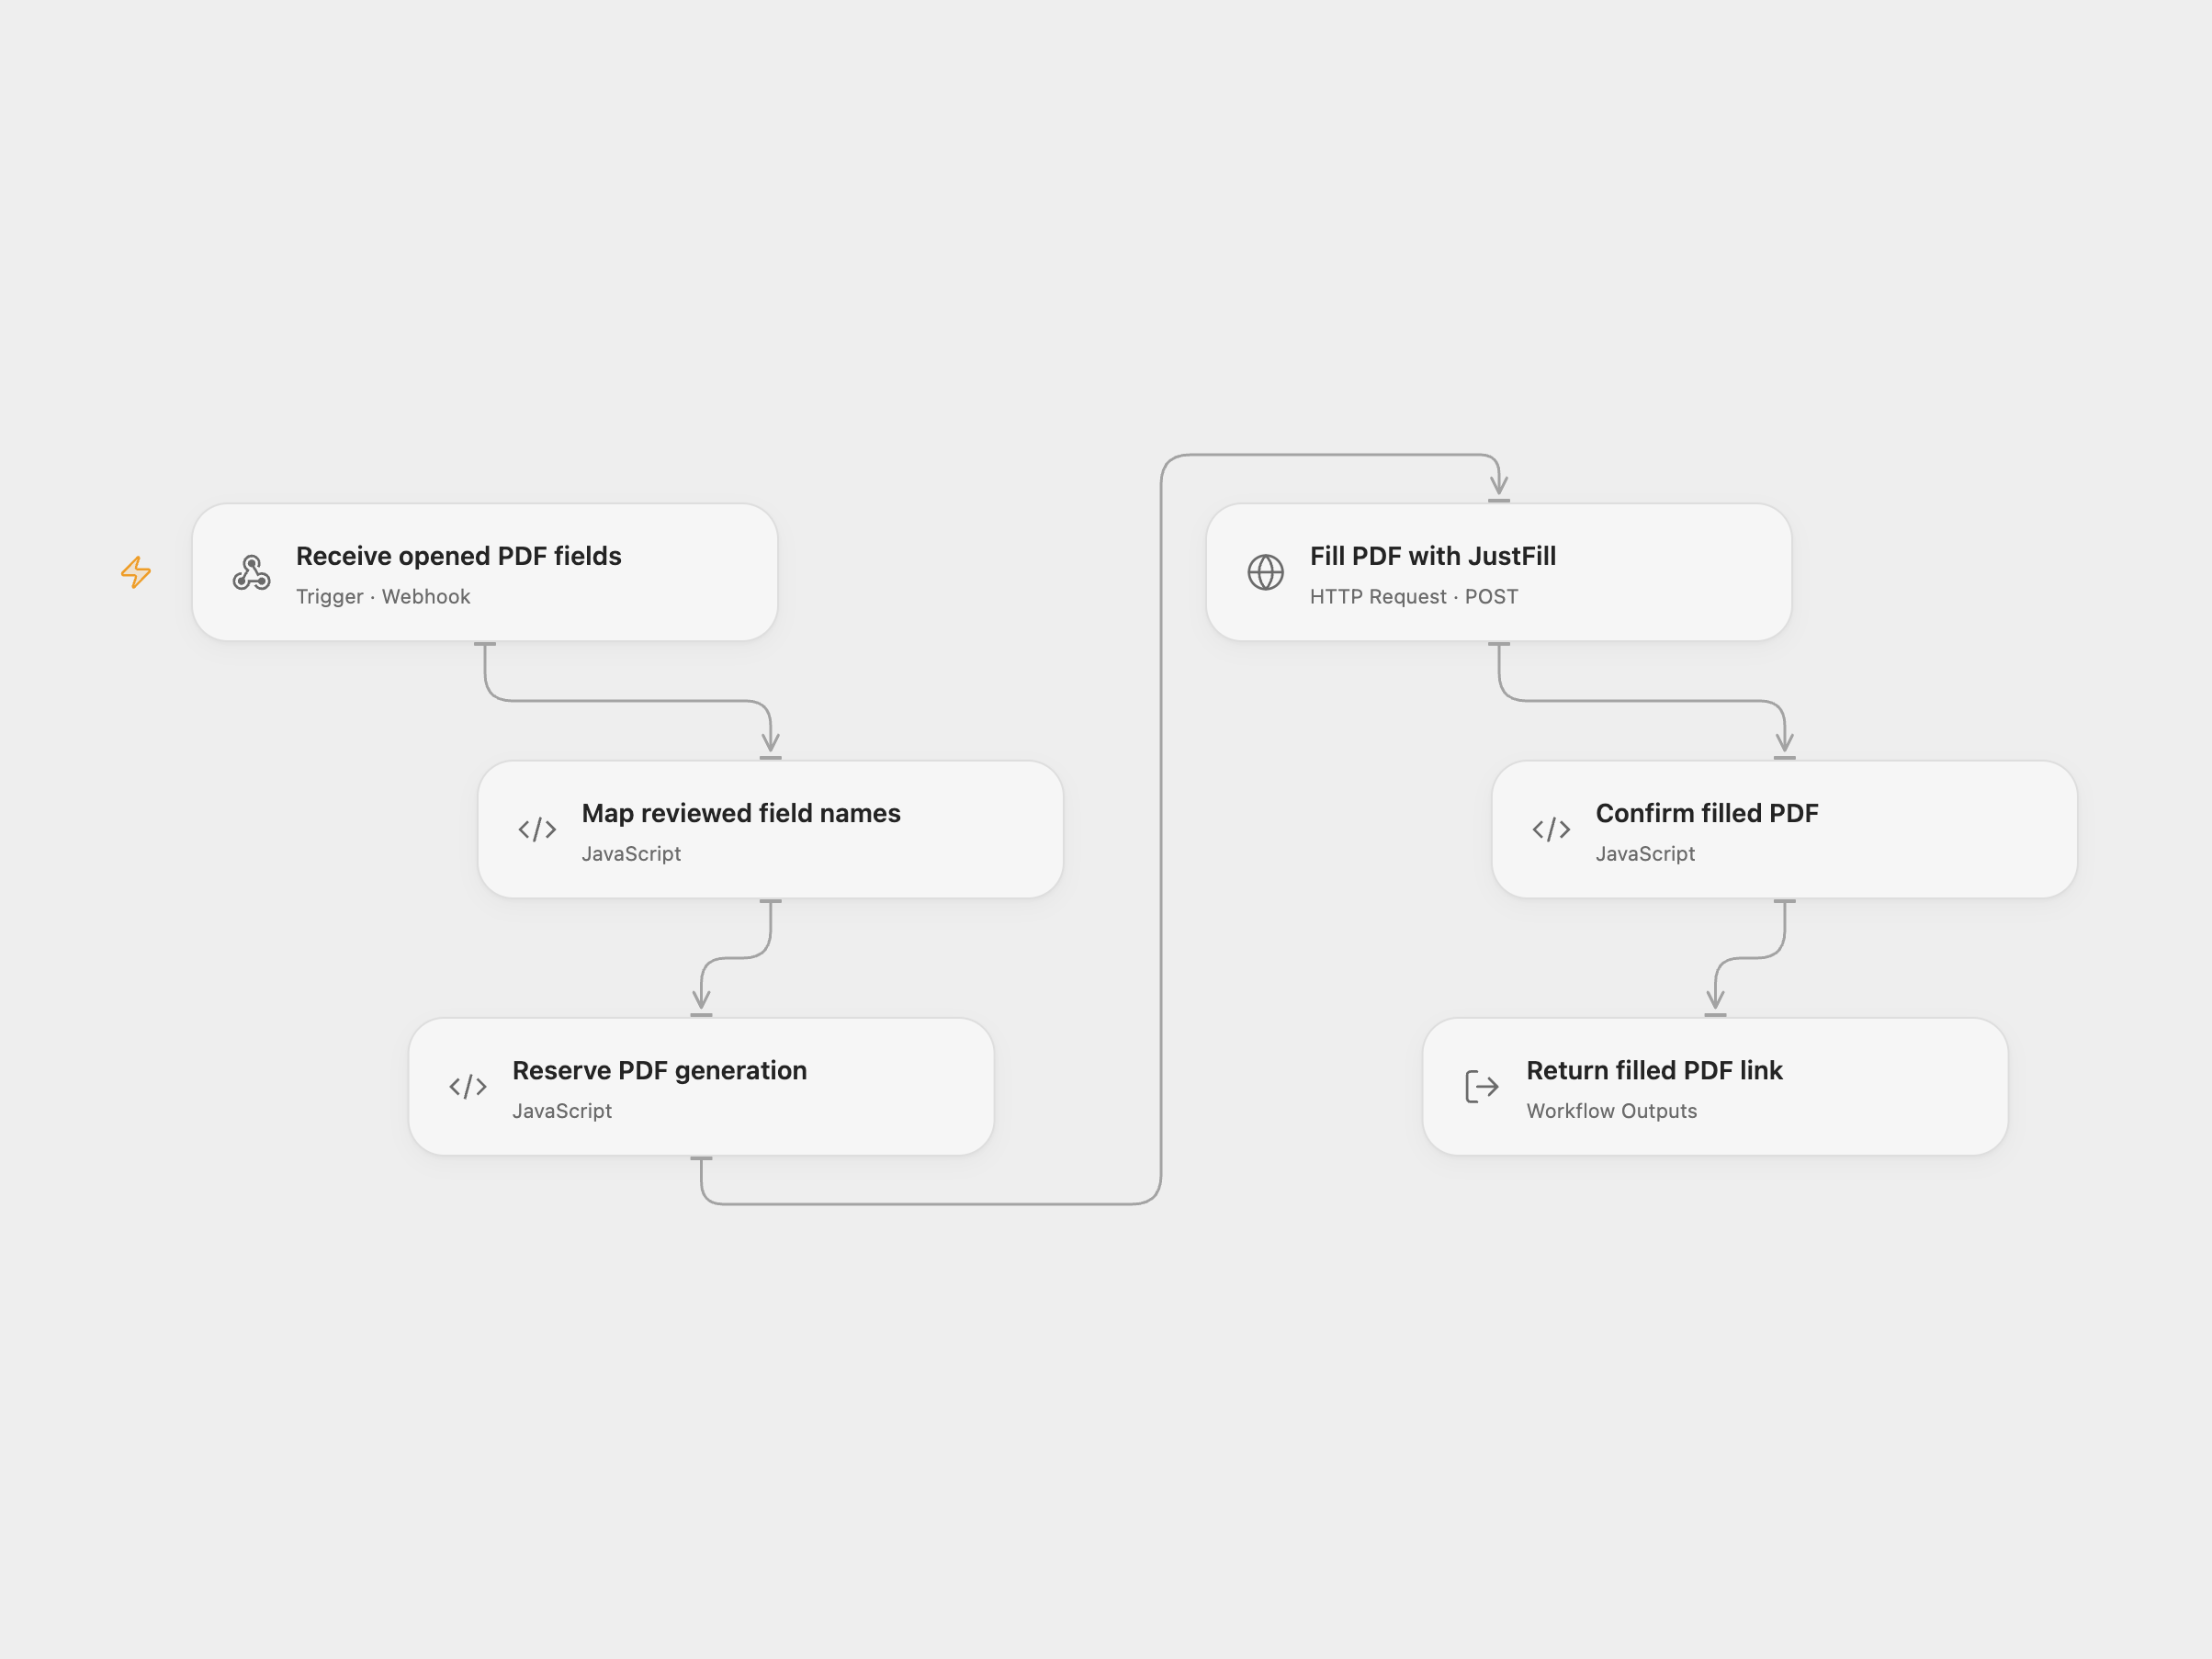 Receive opened PDF fields
Trigger · Webhook
Map reviewed field names
JavaScript
Reserve PDF generation
JavaScript
Fill PDF with JustFill
HTTP Request · POST
Confirm filled PDF
JavaScript
Return filled PDF link
Workflow Outputs